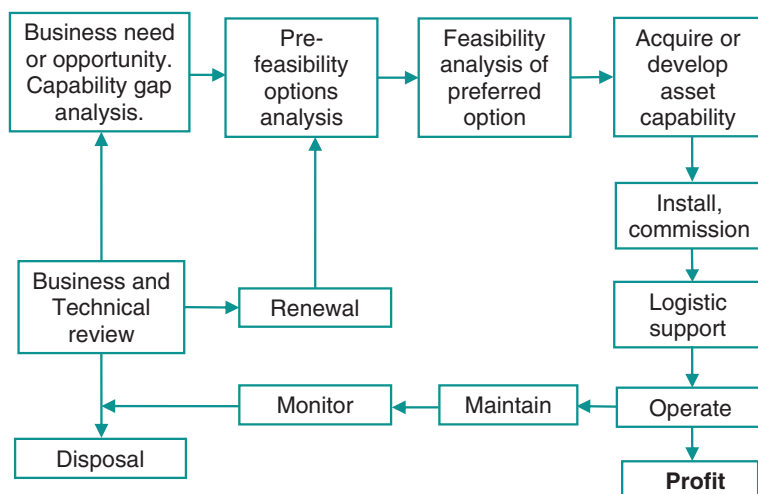 Business need
or opportunity.
Capability gap
analysis.
Pre-
feasibility
options
analysis
Feasibility
analysis of
preferred
option
Acquire or
develop
asset
capability
Install,
commission
Business and
Technical
review
Renewal
Logistic
support
Monitor
Maintain
Operate
Disposal
Profit